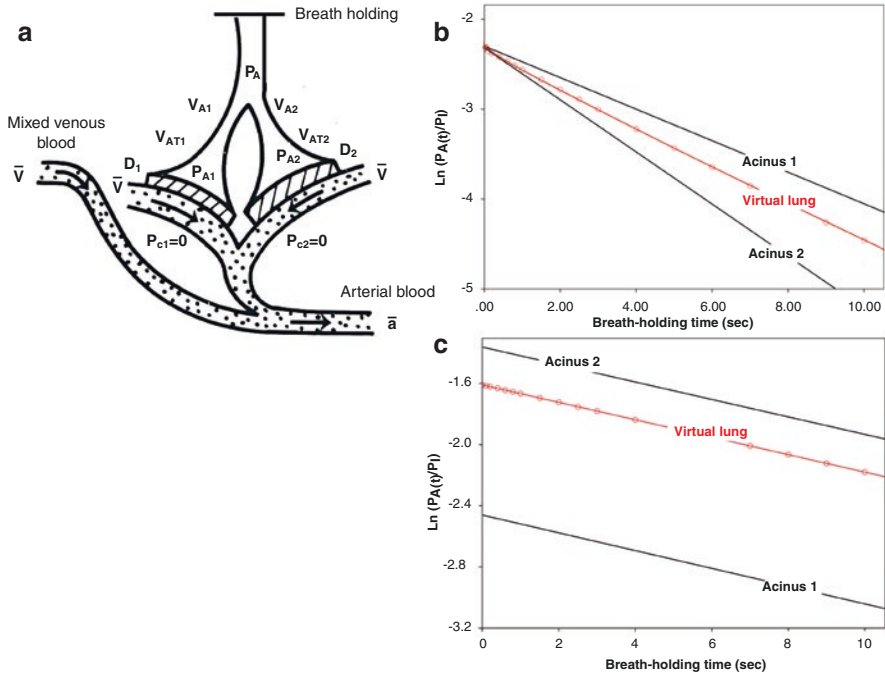 a
Breath holding
P_A
V_A1
V_A2
V_AT1
V_AT2
Mixed venous
blood
D_1
D_2
P_A1
P_A2
V̄
V̄
V̄
P_c1=0
P_c2=0
Arterial blood
ā
b
-2
-3
-4
-5
Ln (P_A(t)/P_I)
Acinus 1
Virtual lung
Acinus 2
.00 2.00 4.00 6.00 8.00 10.00
Breath-holding time (sec)
c
-1.6
-2.0
-2.4
-2.8
-3.2
Ln (P_A(t)/P_I)
Acinus 2
Virtual lung
Acinus 1
0 2 4 6 8 10
Breath-holding time (sec)